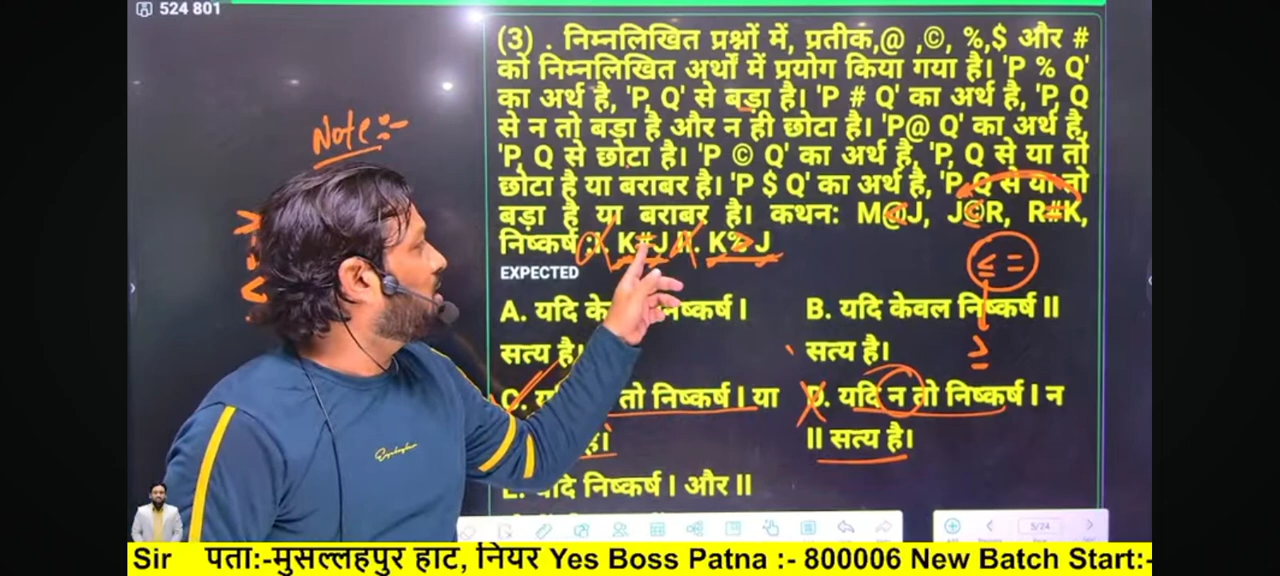 524 801
(3) . निम्नलिखित प्रश्नों में, प्रतीक,@ ,©, %,$ और #
को निम्नलिखित अर्थों में प्रयोग किया गया है। 'P % Q'
का अर्थ है, 'P, Q' से बड़ा है। 'P # Q' का अर्थ है, 'P, Q
से न तो बड़ा है और न ही छोटा है। 'P@ Q' का अर्थ है,
'P, Q से छोटा है। 'P © Q' का अर्थ है, 'P, Q से या तो
छोटा है या बराबर है। 'P $ Q' का अर्थ है, 'P, Q से या तो
बड़ा है या बराबर है। कथन: M@J, J©R, R#K,
निष्कर्ष :I. K#J II. K% J
EXPECTED
Note:-
≤ =
≥
A. यदि निष्कर्ष I
सत्य है।
B. यदि केवल निष्कर्ष II
सत्य है।
C. तो निष्कर्ष I या
है।
D. यदि न तो निष्कर्ष I न
II सत्य है।
E. यदि निष्कर्ष I और II
5/24
Sir पता:-मुसल्लहपुर हाट, नियर Yes Boss Patna :- 800006 New Batch Start:-